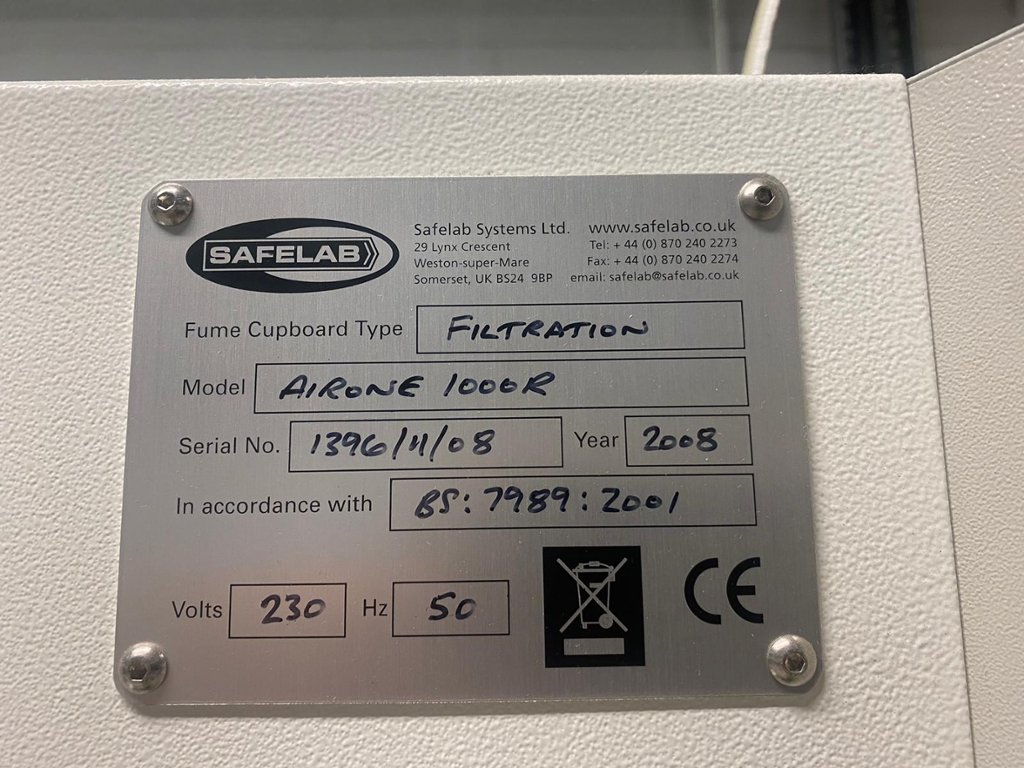 SAFELAB
Safelab Systems Ltd. www.safelab.co.uk
29 Lynx Crescent Tel: + 44 (0) 870 240 2273
Weston-super-Mare Fax: + 44 (0) 870 240 2274
Somerset, UK BS24 9BP email: safelab@safelab.co.uk
Fume Cupboard Type FILTRATION
Model AIRONE 1000R
Serial No. 1396/11/08 Year 2008
In accordance with BS:7989:2001
Volts 230 Hz 50 CE